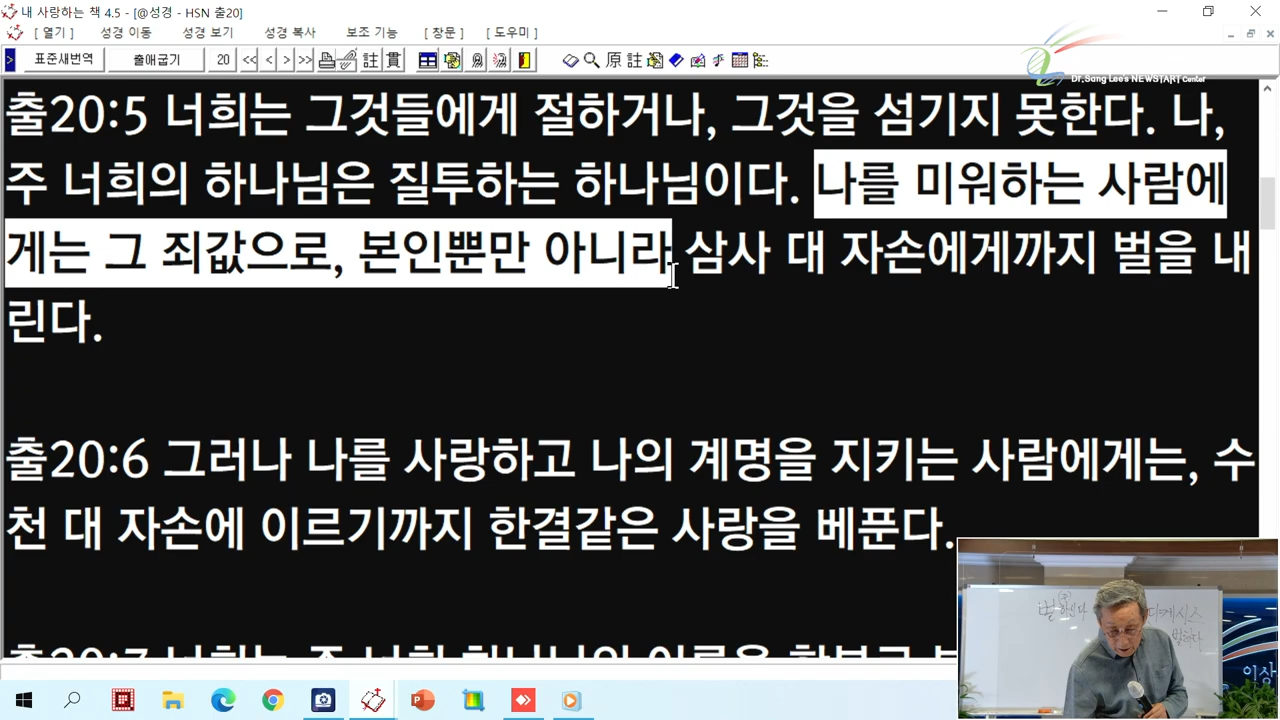 내 사랑하는 책 4.5 - [@성경 - HSN 출20]
[ 열기 ] 성경 이동 성경 보기 성경 복사 보조 기능 [ 창문 ] [ 도우미 ]
> 표준새번역 출애굽기 20 << < > >> 註 貫 原 註
Dr.Sang Lee's NEWSTART Center
출20:5 너희는 그것들에게 절하거나, 그것을 섬기지 못한다. 나,
주 너희의 하나님은 질투하는 하나님이다. 나를 미워하는 사람에
게는 그 죄값으로, 본인뿐만 아니라 삼사 대 자손에게까지 벌을 내
린다.
출20:6 그러나 나를 사랑하고 나의 계명을 지키는 사람에게는, 수
천 대 자손에 이르기까지 한결같은 사랑을 베푼다.
이상